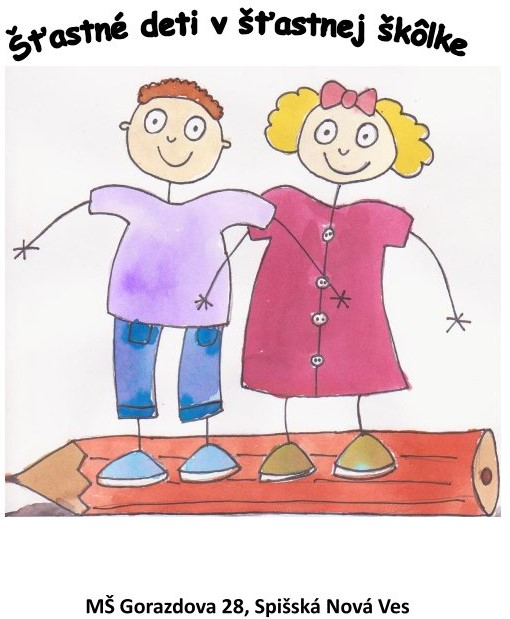 Šťastné deti v šťastnej škôlke
MŠ Gorazdova 28, Spišská Nová Ves